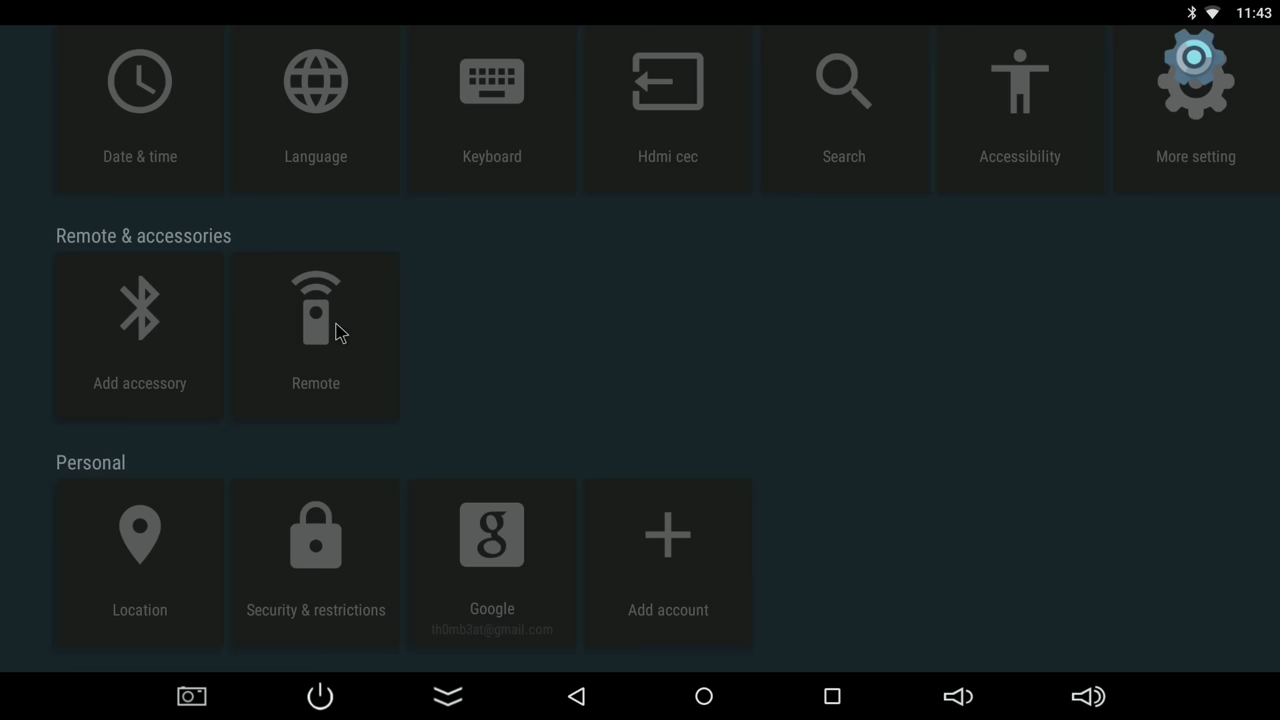 11:43
Date & time
Language
Keyboard
Hdmi cec
Search
Accessibility
More setting
Remote & accessories
Add accessory
Remote
Personal
Location
Security & restrictions
Google
th0mb3at@gmail.com
Add account